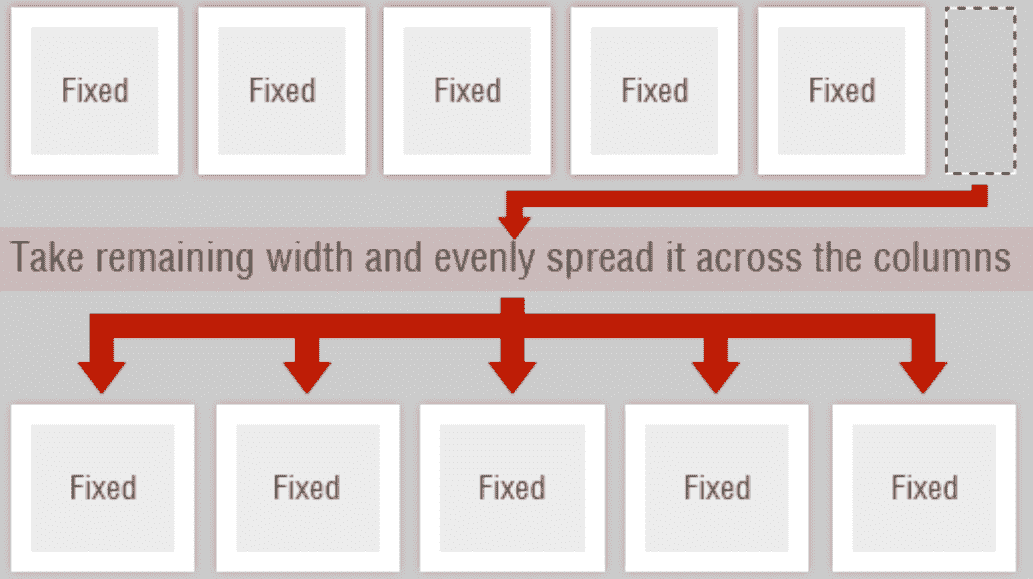 Fixed Fixed Fixed Fixed Fixed
Take remaining width and evenly spread it across the columns
Fixed Fixed Fixed Fixed Fixed